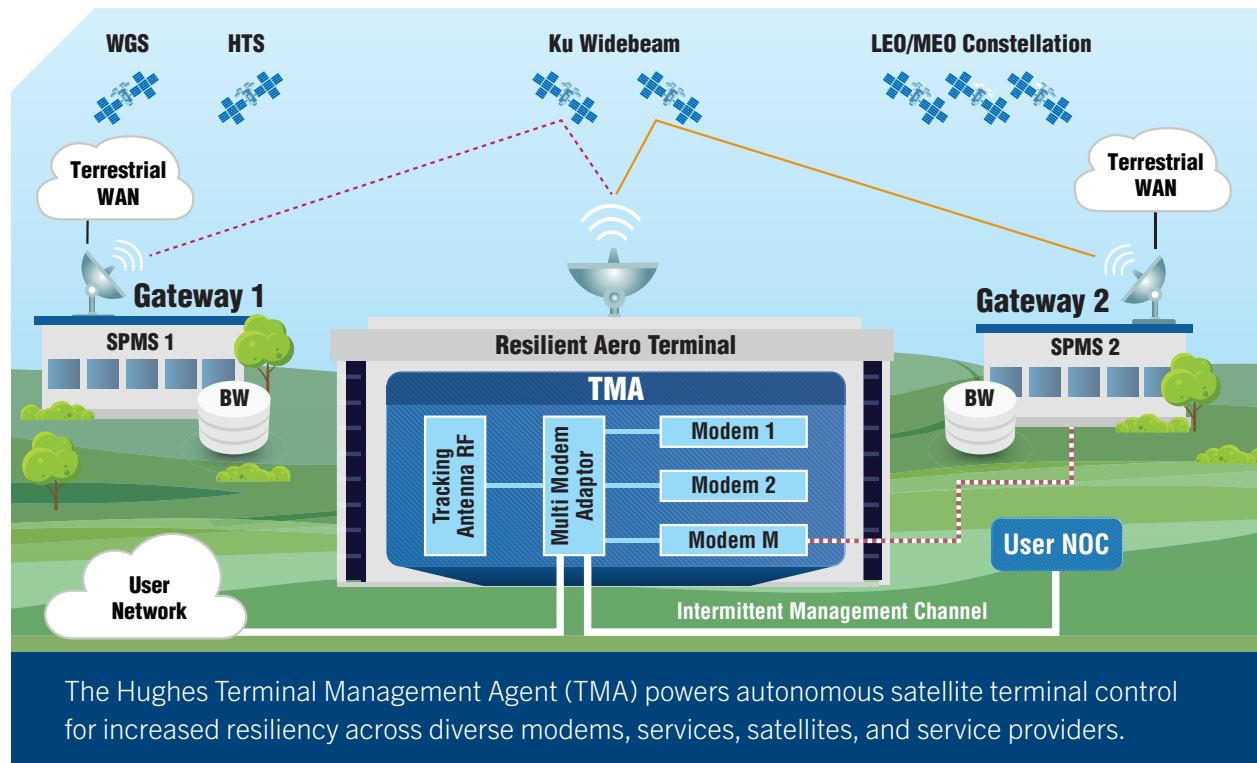 WGS
HTS
Ku Widebeam
LEO/MEO Constellation
Terrestrial
WAN
Terrestrial
WAN
Gateway 1
Gateway 2
SPMS 1
Resilient Aero Terminal
SPMS 2
TMA
BW
BW
Tracking
Antenna RF
Multi Modem
Adaptor
Modem 1
Modem 2
Modem M
User NOC
User
Network
Intermittent Management Channel
The Hughes Terminal Management Agent (TMA) powers autonomous satellite terminal control
for increased resiliency across diverse modems, services, satellites, and service providers.